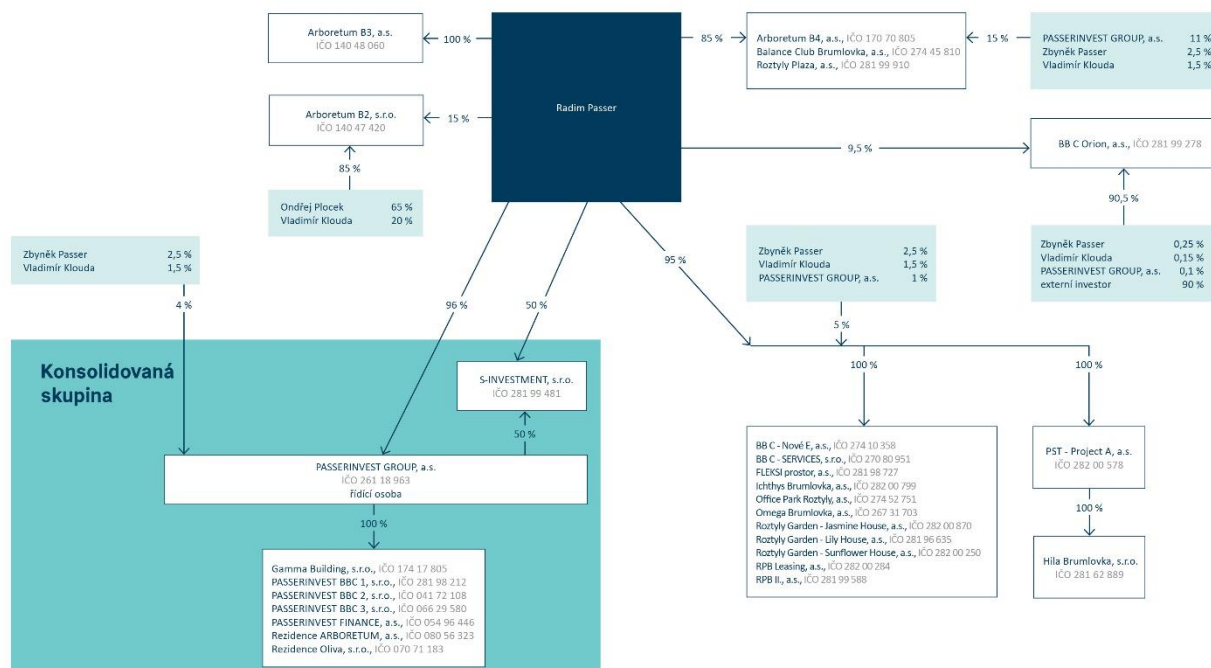 Arboretum B3, a.s.
IČO 140 48 060
100 %
Radim Passer
85 %
Arboretum B4, a.s., IČO 170 70 805
Balance Club Brumlovka, a.s., IČO 274 45 810
Roztyly Plaza, a.s., IČO 281 99 910
15 %
PASSERINVEST GROUP, a.s. 11 %
Zbyněk Passer 2,5 %
Vladimír Klouda 1,5 %
Arboretum B2, s.r.o.
IČO 140 47 420
15 %
85 %
Ondřej Plocek 65 %
Vladimír Klouda 20 %
9,5 %
BB C Orion, a.s., IČO 281 99 278
90,5 %
Zbyněk Passer 0,25 %
Vladimír Klouda 0,15 %
PASSERINVEST GROUP, a.s. 0,1 %
externí investor 90 %
Zbyněk Passer 2,5 %
Vladimír Klouda 1,5 %
4 %
96 %
50 %
95 %
Zbyněk Passer 2,5 %
Vladimír Klouda 1,5 %
PASSERINVEST GROUP, a.s. 1 %
5 %
Konsolidovaná
skupina
S-INVESTMENT, s.r.o.
IČO 281 99 481
50 %
PASSERINVEST GROUP, a.s.
IČO 261 18 963
řídící osoba
100 %
Gamma Building, s.r.o., IČO 174 17 805
PASSERINVEST BBC 1, s.r.o., IČO 281 98 212
PASSERINVEST BBC 2, s.r.o., IČO 041 72 108
PASSERINVEST BBC 3, s.r.o., IČO 066 29 580
PASSERINVEST FINANCE, a.s., IČO 054 96 446
Rezidence ARBORETUM, a.s., IČO 080 56 323
Rezidence Oliva, s.r.o., IČO 070 71 183
100 %
BB C - Nové E, a.s., IČO 274 10 358
BB C - SERVICES, s.r.o., IČO 270 80 951
FLEKSI prostor, a.s., IČO 281 98 727
Ichthys Brumlovka, a.s., IČO 282 00 799
Office Park Roztyly, a.s., IČO 274 52 751
Omega Brumlovka, a.s., IČO 267 31 703
Roztyly Garden - Jasmine House, a.s., IČO 282 00 870
Roztyly Garden - Lily House, a.s., IČO 281 96 635
Roztyly Garden - Sunflower House, a.s., IČO 282 00 250
RPB Leasing, a.s., IČO 282 00 284
RPB II., a.s., IČO 281 99 588
100 %
PST - Project A, a.s.
IČO 282 00 578
100 %
Hila Brumlovka, s.r.o.
IČO 281 62 889